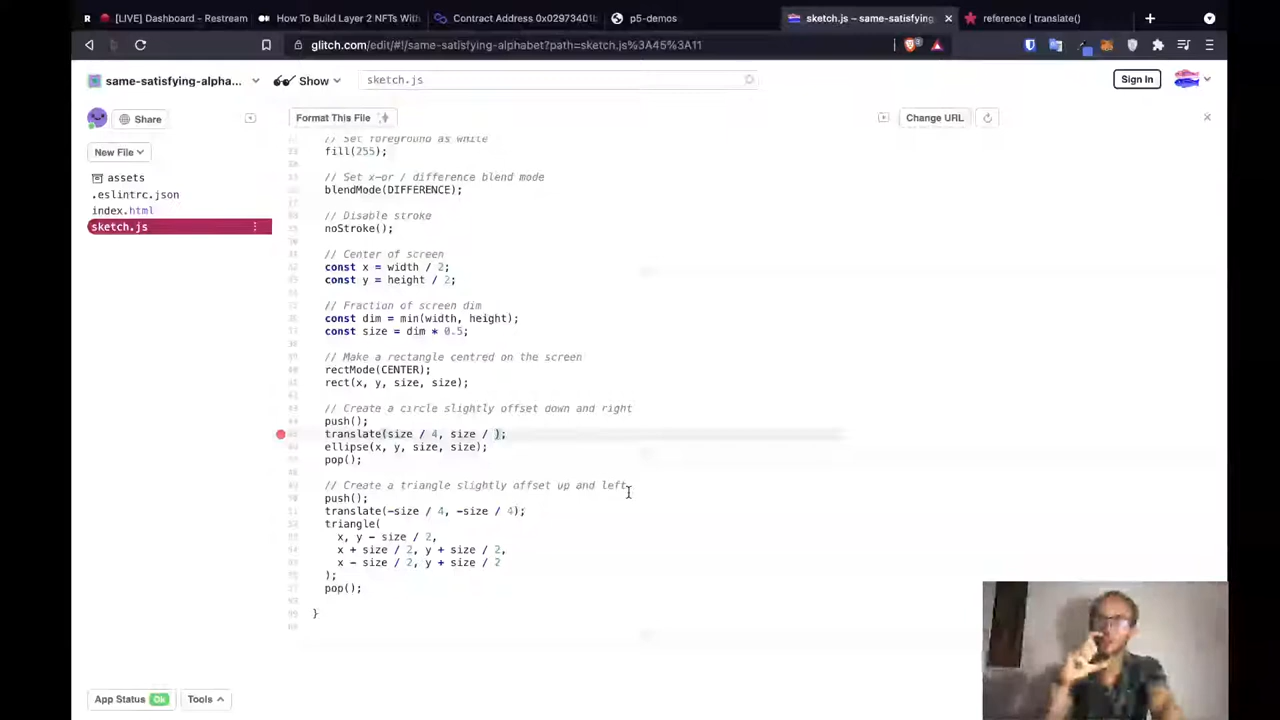 [LIVE] Dashboard - Restream
How To Build Layer 2 NFTs With
Contract Address 0x02973401b
p5-demos
sketch.js – same-satisfying-
reference | translate()
glitch.com/edit/#!/same-satisfying-alphabet?path=sketch.js%3A45%3A11
same-satisfying-alpha...
Show
sketch.js
Sign In
Share
Format This File
Change URL
New File
assets
.eslintrc.json
index.html
sketch.js
// Set foreground as white
fill(255);
// Set x-or / difference blend mode
blendMode(DIFFERENCE);
// Disable stroke
noStroke();
// Center of screen
const x = width / 2;
const y = height / 2;
// Fraction of screen dim
const dim = min(width, height);
const size = dim * 0.5;
// Make a rectangle centred on the screen
rectMode(CENTER);
rect(x, y, size, size);
// Create a circle slightly offset down and right
push();
translate(size / 4, size / );
ellipse(x, y, size, size);
pop();
// Create a triangle slightly offset up and left
push();
translate(-size / 4, -size / 4);
triangle(
x, y - size / 2,
x + size / 2, y + size / 2,
x - size / 2, y + size / 2
);
pop();
}
App Status Ok
Tools